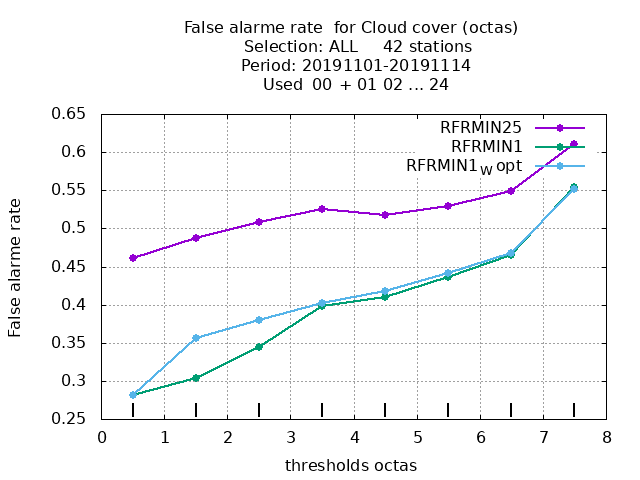 False alarme rate  for Cloud cover (octas)
Selection: ALL     42 stations
Period: 20191101-20191114
Used  00  + 01 02 ... 24
RFRMIN25
RFRMIN1
RFRMIN1W opt
0.65
0.6
0.55
0.5
0.45
0.4
0.35
0.3
0.25
False alarme rate
0 1 2 3 4 5 6 7 8
thresholds octas